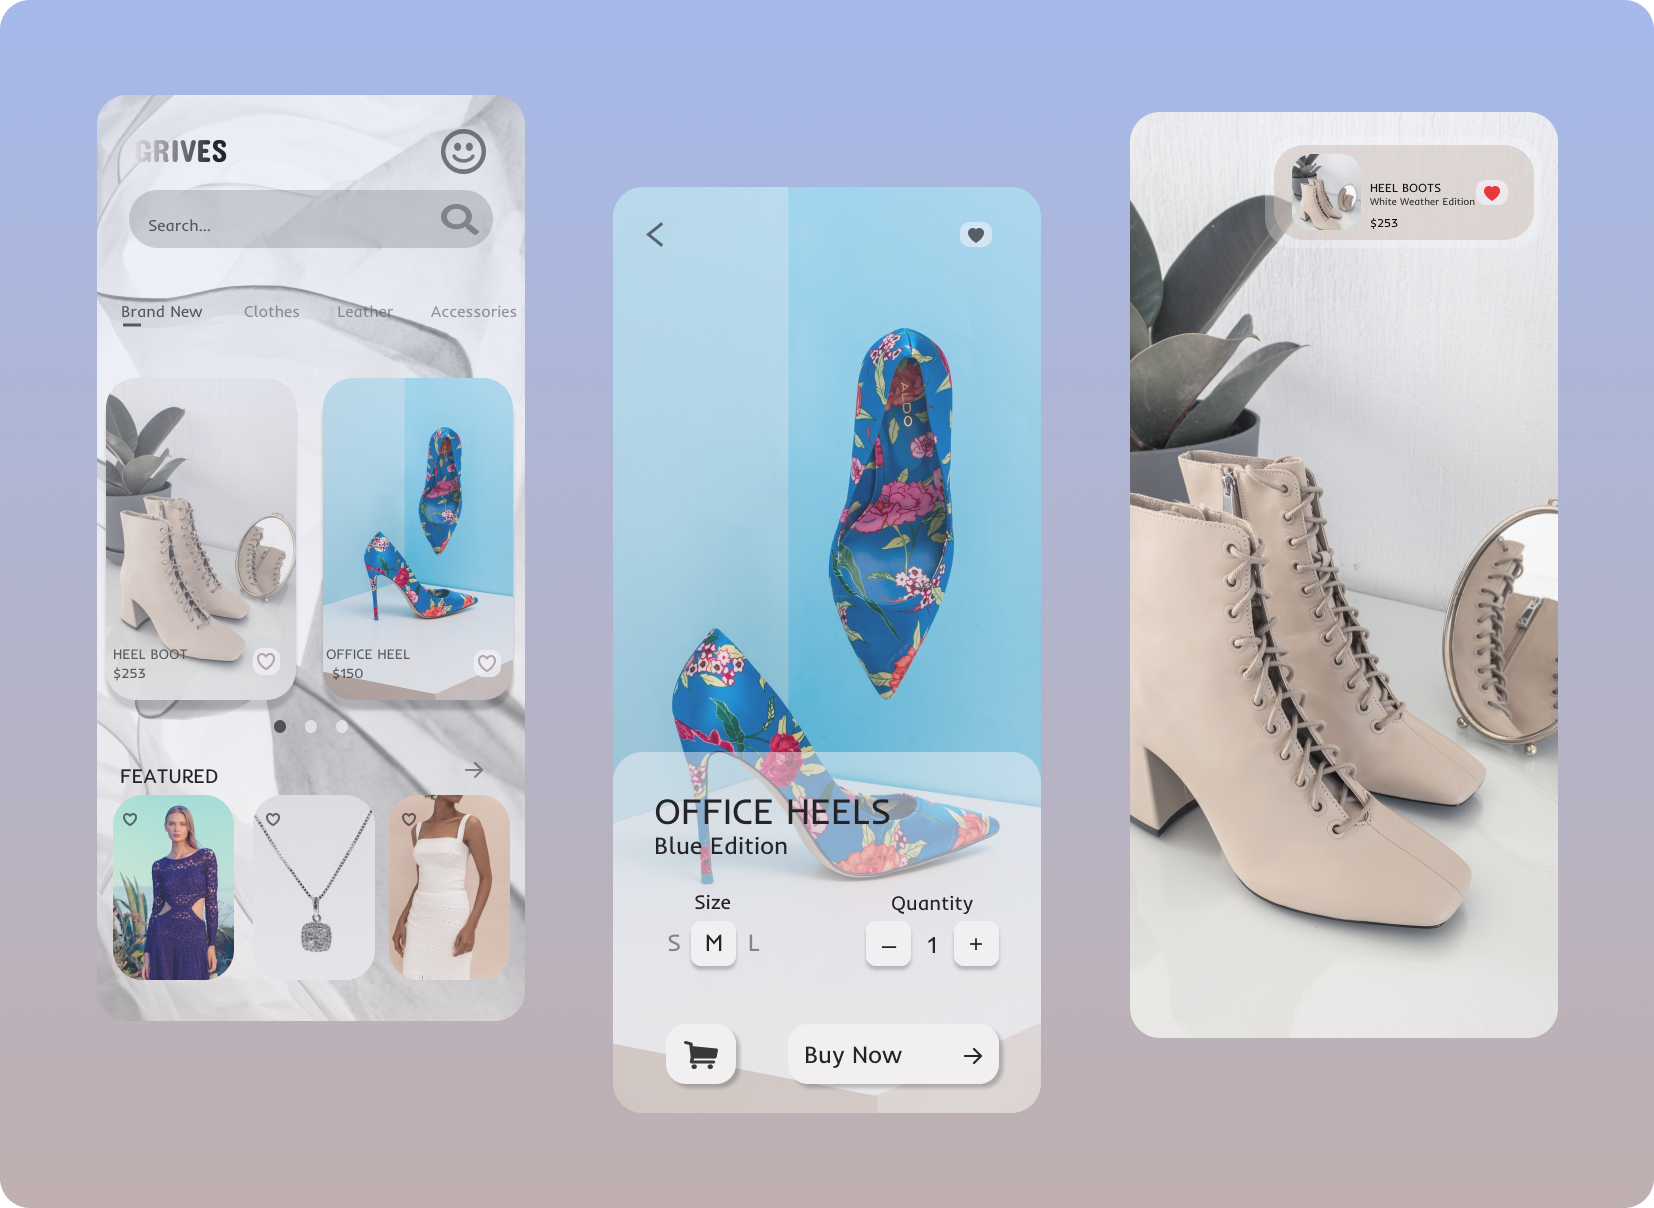 GRIVES
Search...
Brand New
Clothes
Leather
Accessories
HEEL BOOT
$253
OFFICE HEEL
$150
FEATURED
ALDO
OFFICE HEELS
Blue Edition
Size
Quantity
S M L
– 1 +
Buy Now
HEEL BOOTS
White Weather Edition
$253